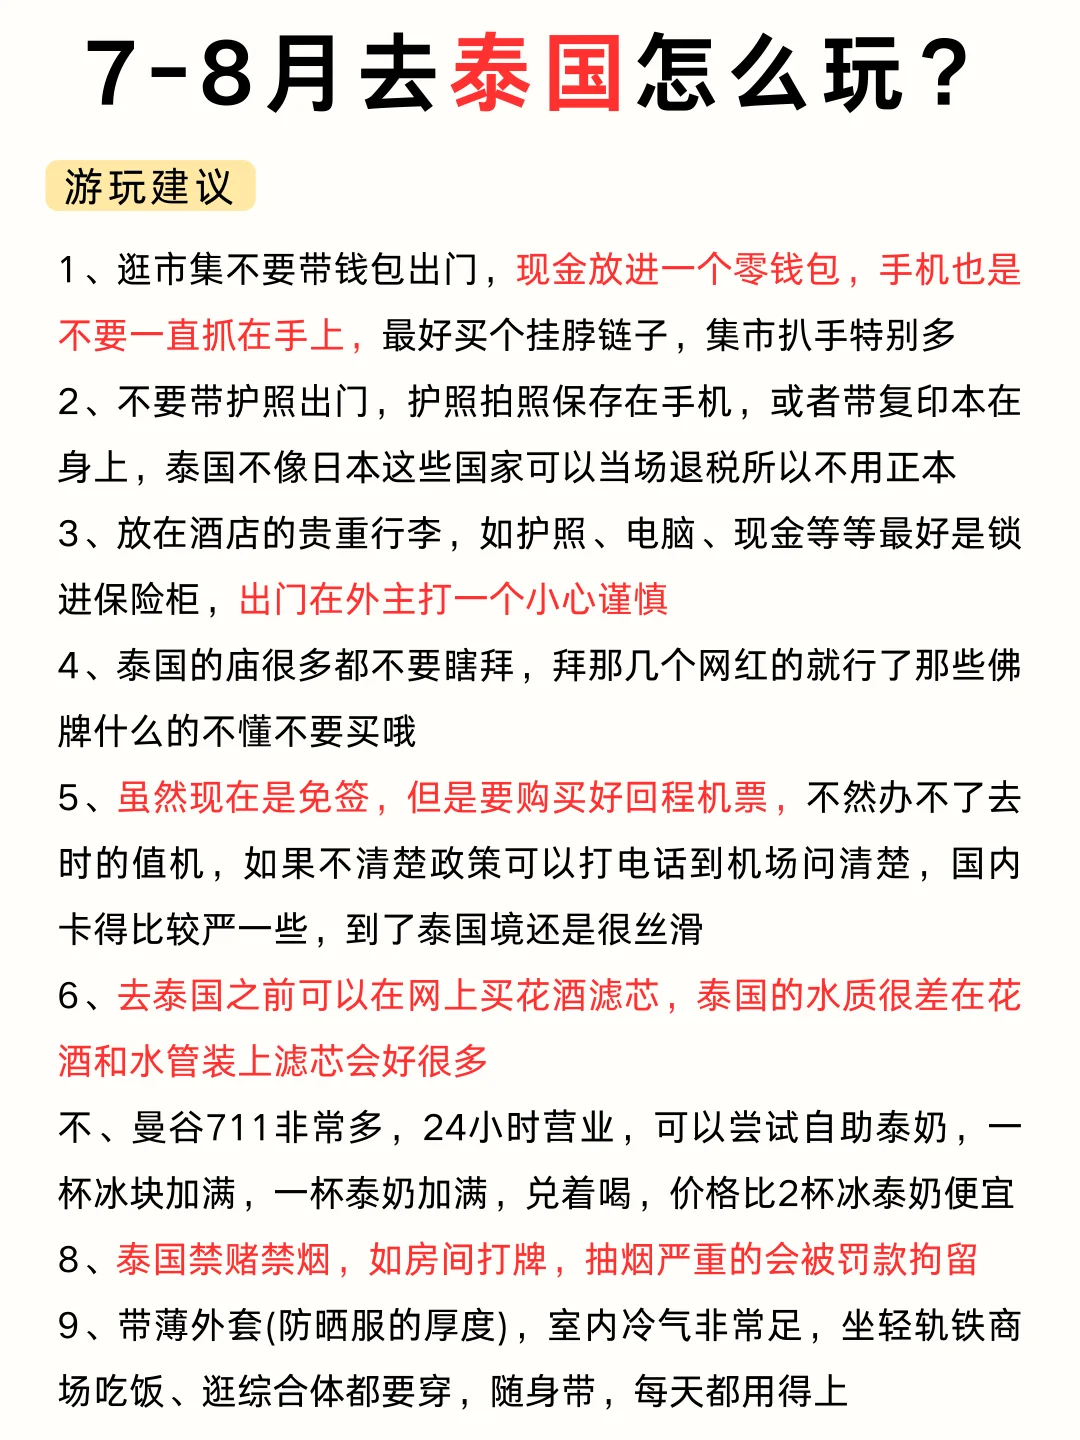 7-8月去泰国怎么玩?
游玩建议
1、逛市集不要带钱包出门，现金放进一个零钱包，手机也是
不要一直抓在手上，最好买个挂脖链子，集市扒手特别多
2、不要带护照出门，护照拍照保存在手机，或者带复印本在
身上，泰国不像日本这些国家可以当场退税所以不用正本
3、放在酒店的贵重行李，如护照、电脑、现金等等最好是锁
进保险柜，出门在外主打一个小心谨慎
4、泰国的庙很多都不要瞎拜，拜那几个网红的就行了那些佛
牌什么的不懂不要买哦
5、虽然现在是免签，但是要购买好回程机票，不然办不了去
时的值机，如果不清楚政策可以打电话到机场问清楚，国内
卡得比较严一些，到了泰国境还是很丝滑
6、去泰国之前可以在网上买花酒滤芯，泰国的水质很差在花
酒和水管装上滤芯会好很多
不、曼谷711非常多，24小时营业，可以尝试自助泰奶，一
杯冰块加满，一杯泰奶加满，兑着喝，价格比2杯冰泰奶便宜
8、泰国禁赌禁烟，如房间打牌，抽烟严重的会被罚款拘留
9、带薄外套(防晒服的厚度)，室内冷气非常足，坐轻轨铁商
场吃饭、逛综合体都要穿，随身带，每天都用得上